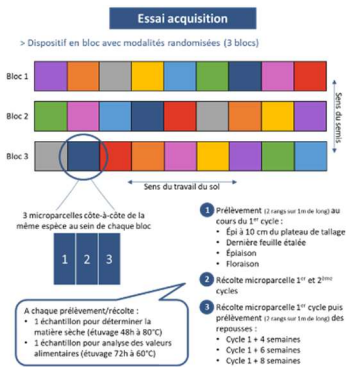 Essai acquisition
> Dispositif en bloc avec modalités randomisées (3 blocs)
Bloc 1
Bloc 2
Bloc 3
Sens du semis
Sens du travail du sol
3 microparcelles côte-à-côte de la
même espèce au sein de chaque bloc
1 2 3
A chaque prélèvement/récolte :
• 1 échantillon pour déterminer la
matière sèche (étuvage 48h à 80°C)
• 1 échantillon pour analyse des valeurs
alimentaires (étuvage 72h à 60°C)
1 Prélèvement (2 rangs sur 1m de long) au
cours du 1er cycle :
• Épi à 10 cm du plateau de tallage
• Dernière feuille étalée
• Épiaison
• Floraison
2 Récolte microparcelle 1er et 2ème
cycles
3 Récolte microparcelle 1er cycle puis
prélèvement (2 rangs sur 1m de long) des
repousses :
• Cycle 1 + 4 semaines
• Cycle 1 + 6 semaines
• Cycle 1 + 8 semaines